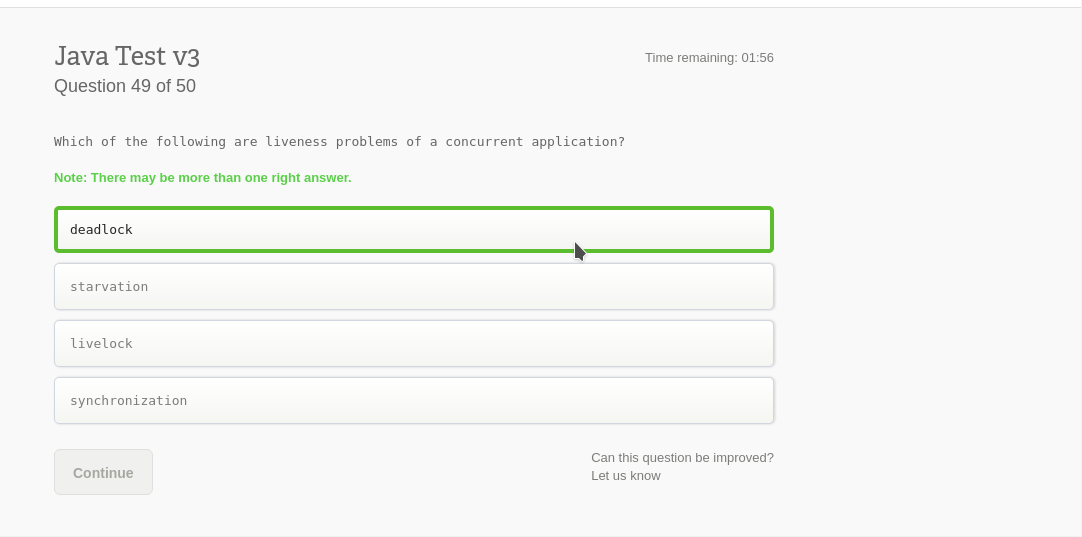 Java Test v3
Time remaining: 01:56
Question 49 of 50
Which of the following are liveness problems of a concurrent application?
Note: There may be more than one right answer.
deadlock
starvation
livelock
synchronization
Continue
Can this question be improved?
Let us know